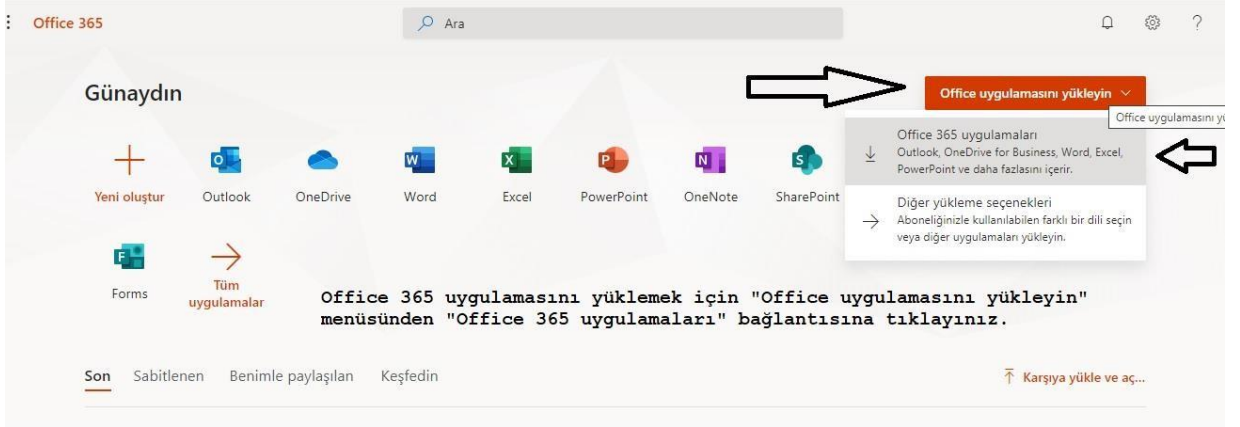 Office 365
Ara
Günaydın
Office uygulamasını yükleyin
Office uygulamasını yü
Office 365 uygulamaları
Outlook, OneDrive for Business, Word, Excel,
PowerPoint ve daha fazlasını içerir.
Diğer yükleme seçenekleri
Aboneliğinizle kullanılabilen farklı bir dili seçin
veya diğer uygulamaları yükleyin.
Yeni oluştur
Outlook
OneDrive
Word
Excel
PowerPoint
OneNote
SharePoint
Forms
Tüm
uygulamalar
Office 365 uygulamasını yüklemek için "Office uygulamasını yükleyin"
menüsünden "Office 365 uygulamaları" bağlantısına tıklayınız.
Son
Sabitlenen
Benimle paylaşılan
Keşfedin
Karşıya yükle ve aç...